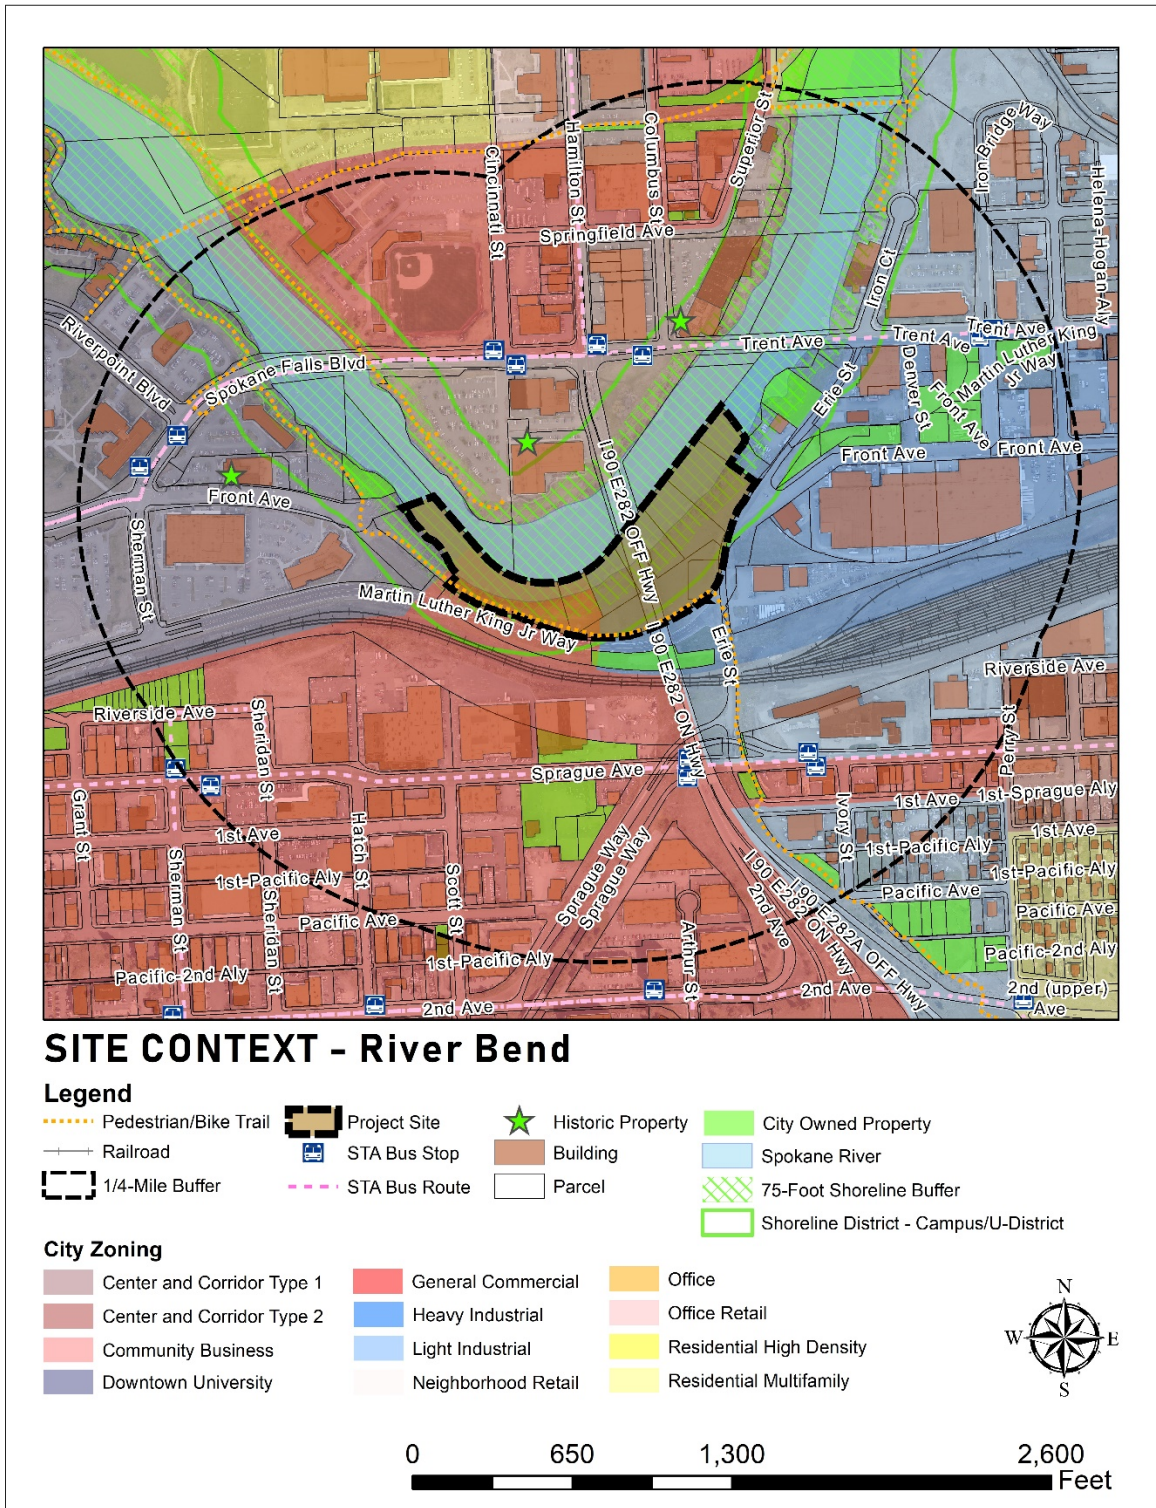 Cincinnati St
Hamilton St
Columbus St
Superior St
Iron Bridge Way
Helena-Hogan Aly
Springfield Ave
Iron Ct
Riverpoint Blvd
Spokane Falls Blvd
Trent Ave
Trent Ave
Trent Ave
Martin Luther King
Jr Way
Erie St
Denver St
Front Ave
Front Ave
Front Ave
Front Ave
Sherman St
I 90 E282 OFF Hwy
Martin Luther King Jr Way
I 90 E282 ON Hwy
Erie St
Riverside Ave
Riverside Ave
Sheridan St
Perry St
Sprague Ave
Grant St
1st Ave
Hatch St
1st Ave
1st-Sprague Aly
Ivory St
1st Ave
1st-Pacific Aly
1st-Pacific Aly
1st-Pacific Aly
Sherman St
Sheridan St
Scott St
Sprague Way
Sprague Way
Pacific Ave
Pacific Ave
Pacific Ave
I 90 E282 ON Hwy
2nd Ave
I 90 E282A OFF Hwy
Arthur St
Pacific-2nd Aly
Pacific-2nd Aly
1st-Pacific Aly
2nd Ave
2nd Ave
2nd (upper)
Ave
SITE CONTEXT - River Bend
Legend
Pedestrian/Bike Trail
Project Site
Historic Property
City Owned Property
Railroad
STA Bus Stop
Building
Spokane River
1/4-Mile Buffer
STA Bus Route
Parcel
75-Foot Shoreline Buffer
Shoreline District - Campus/U-District
City Zoning
Center and Corridor Type 1
General Commercial
Office
Center and Corridor Type 2
Heavy Industrial
Office Retail
Community Business
Light Industrial
Residential High Density
Downtown University
Neighborhood Retail
Residential Multifamily
N
W
E
S
0 650 1,300 2,600
Feet